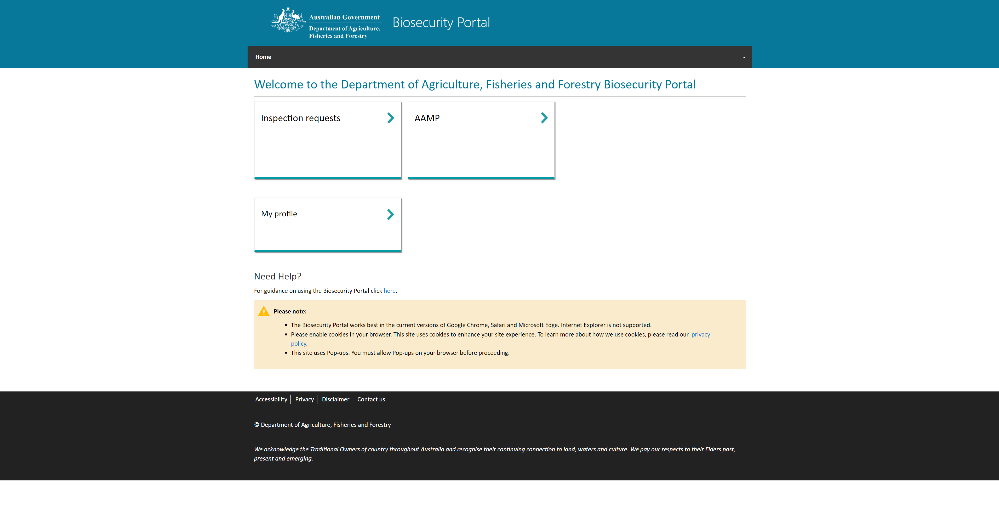 Australian Government
Department of Agriculture,
Fisheries and Forestry
Biosecurity Portal
Home
Welcome to the Department of Agriculture, Fisheries and Forestry Biosecurity Portal
Inspection requests
AAMP
My profile
Need Help?
For guidance on using the Biosecurity Portal click here.
Please note:
• The Biosecurity Portal works best in the current versions of Google Chrome, Safari and Microsoft Edge. Internet Explorer is not supported.
• Please enable cookies in your browser. This site uses cookies to enhance your site experience. To learn more about how we use cookies, please read our privacy
policy.
• This site uses Pop-ups. You must allow Pop-ups on your browser before proceeding.
Accessibility Privacy Disclaimer Contact us
© Department of Agriculture, Fisheries and Forestry
We acknowledge the Traditional Owners of country throughout Australia and recognise their continuing connection to land, waters and culture. We pay our respects to their Elders past,
present and emerging.